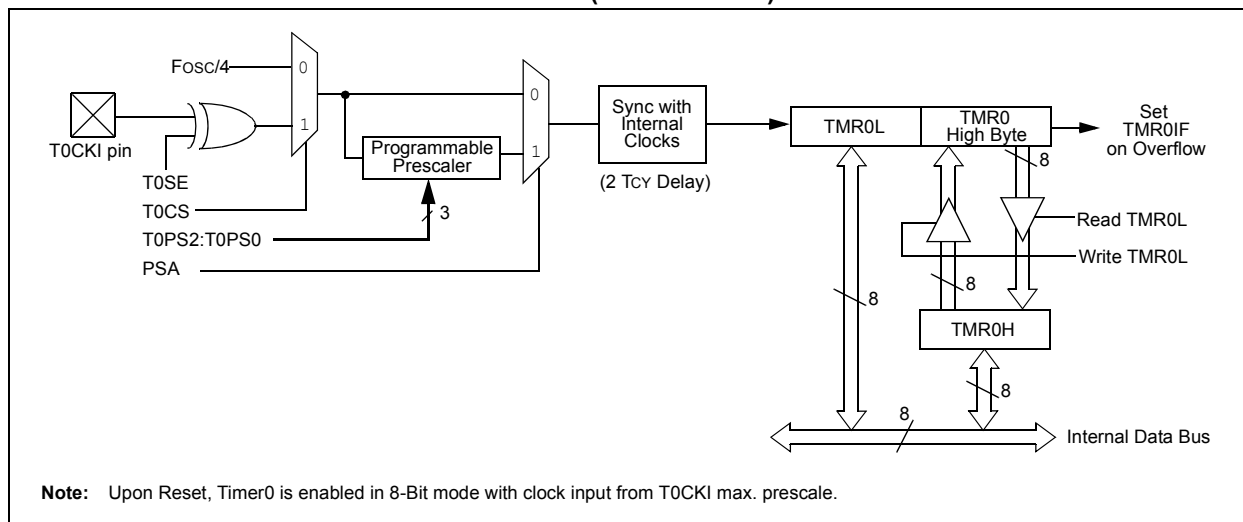 Fosc/4
0
1
T0CKI pin
T0SE
T0CS
T0PS2:T0PS0
PSA
Programmable
Prescaler
3
0
1
Sync with
Internal
Clocks
(2 TCY Delay)
TMR0L
TMR0
High Byte
Set
TMR0IF
on Overflow
8
Read TMR0L
Write TMR0L
8
8
TMR0H
8
8
Internal Data Bus
Note: Upon Reset, Timer0 is enabled in 8-Bit mode with clock input from T0CKI max. prescale.